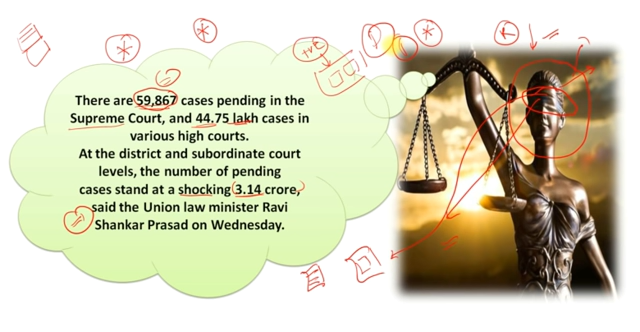 There are 59,867 cases pending in the
Supreme Court, and 44.75 lakh cases in
various high courts.
At the district and subordinate court
levels, the number of pending
cases stand at a shocking 3.14 crore,
said the Union law minister Ravi
Shankar Prasad on Wednesday.